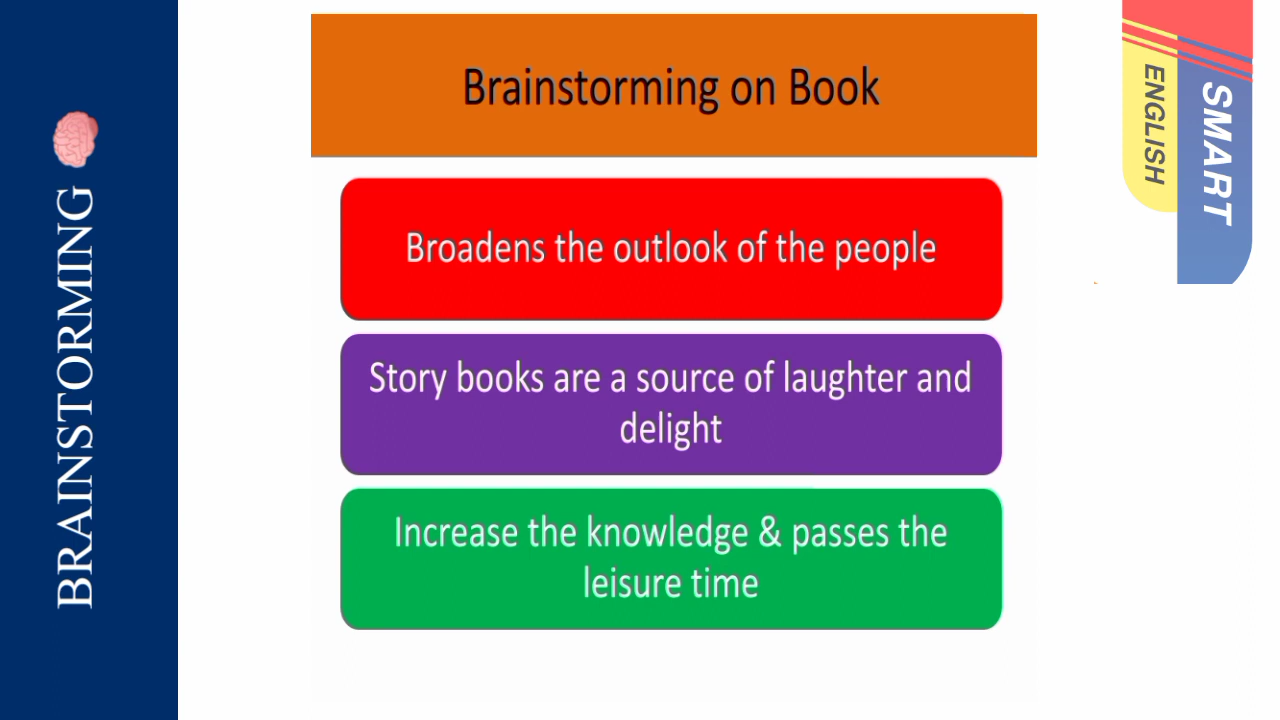 BRAINSTORMING
Brainstorming on Book
Broadens the outlook of the people
Story books are a source of laughter and
delight
Increase the knowledge & passes the
leisure time
SMART
ENGLISH